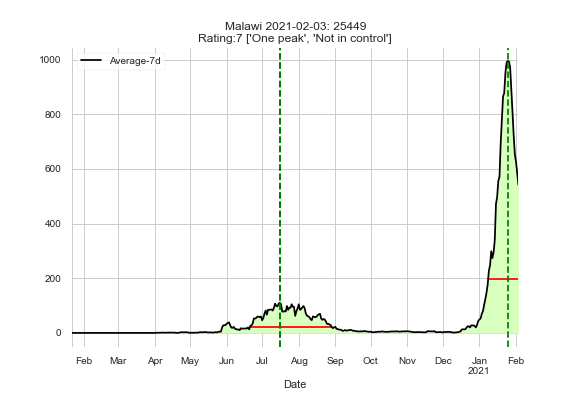 Malawi 2021-02-03: 25449
Rating:7 ['One peak', 'Not in control']
Average-7d
1000
800
600
400
200
0
Feb Mar Apr May Jun Jul Aug Sep Oct Nov Dec Jan Feb
2021
Date